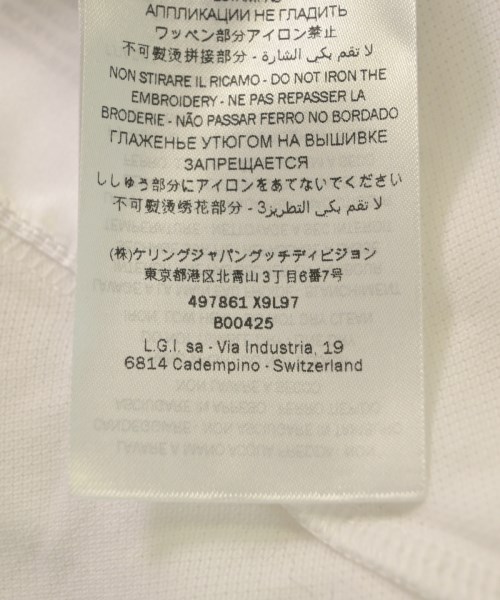 АППЛИКАЦИИ НЕ ГЛАДИТЬ
ワッペン部分アイロン禁止
不可熨烫拼接部分 - لا تقم بكى الشارة
NON STIRARE IL RICAMO - DO NOT IRON THE
EMBROIDERY - NE PAS REPASSER LA
BRODERIE - NÃO PASSAR FERRO NO BORDADO
ГЛАЖЕНЬЕ УТЮГОМ НА ВЫШИВКЕ
ЗАПРЕЩАЕТСЯ
ししゅう部分にアイロンをあてないでください
不可熨烫绣花部分 - 3لا تقم بكى التطريز
(株)ケリングジャパングッチディビジョン
東京都港区北青山3丁目6番7号
497861 X9L97
B00425
L.G.I. sa - Via Industria, 19
6814 Cadempino - Switzerland